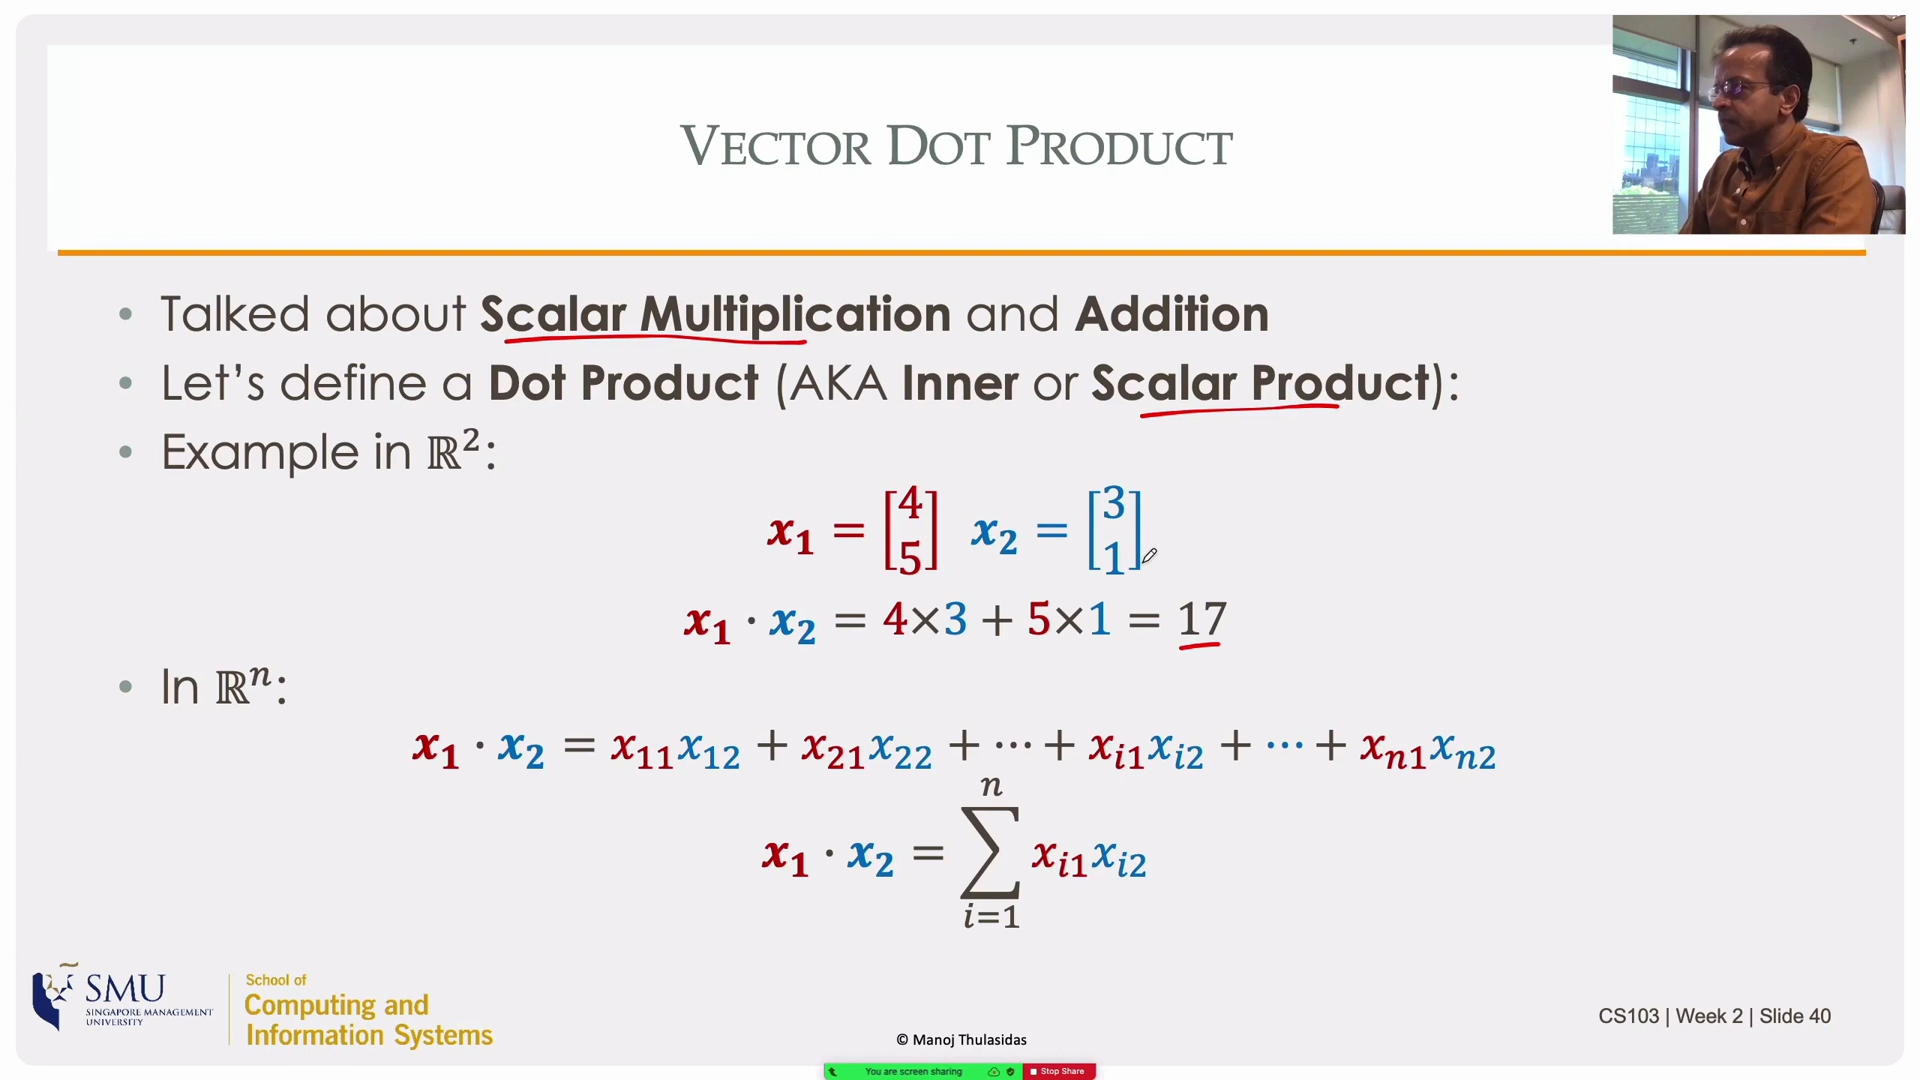 VECTOR DOT PRODUCT
• Talked about Scalar Multiplication and Addition
• Let's define a Dot Product (AKA Inner or Scalar Product):
• Example in ℝ²:
x₁ = [4 5] x₂ = [3 1]
x₁ · x₂ = 4×3 + 5×1 = 17
• In ℝⁿ:
x₁ · x₂ = x₁₁x₁₂ + x₂₁x₂₂ + ⋯ + xᵢ₁xᵢ₂ + ⋯ + xₙ₁xₙ₂
x₁ · x₂ = ∑ᵢ₌₁ⁿ xᵢ₁xᵢ₂
SMU
SINGAPORE MANAGEMENT
UNIVERSITY
School of
Computing and
Information Systems
© Manoj Thulasidas
CS103 | Week 2 | Slide 40
You are screen sharing
Stop Share